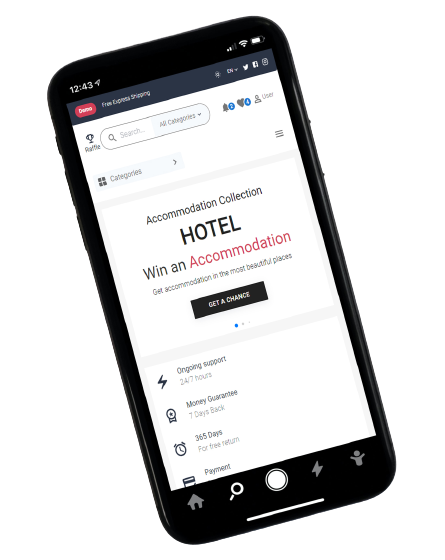 12:43
Demo
Free Express Shipping
EN
Raffle
Search...
All Categories
2
4
User
Categories
Accommodation Collection
HOTEL
Win an Accommodation
Get accommodation in the most beautiful places
GET A CHANCE
Ongoing support
24/7 hours
Money Guarantee
7 Days Back
365 Days
For free return
Payment